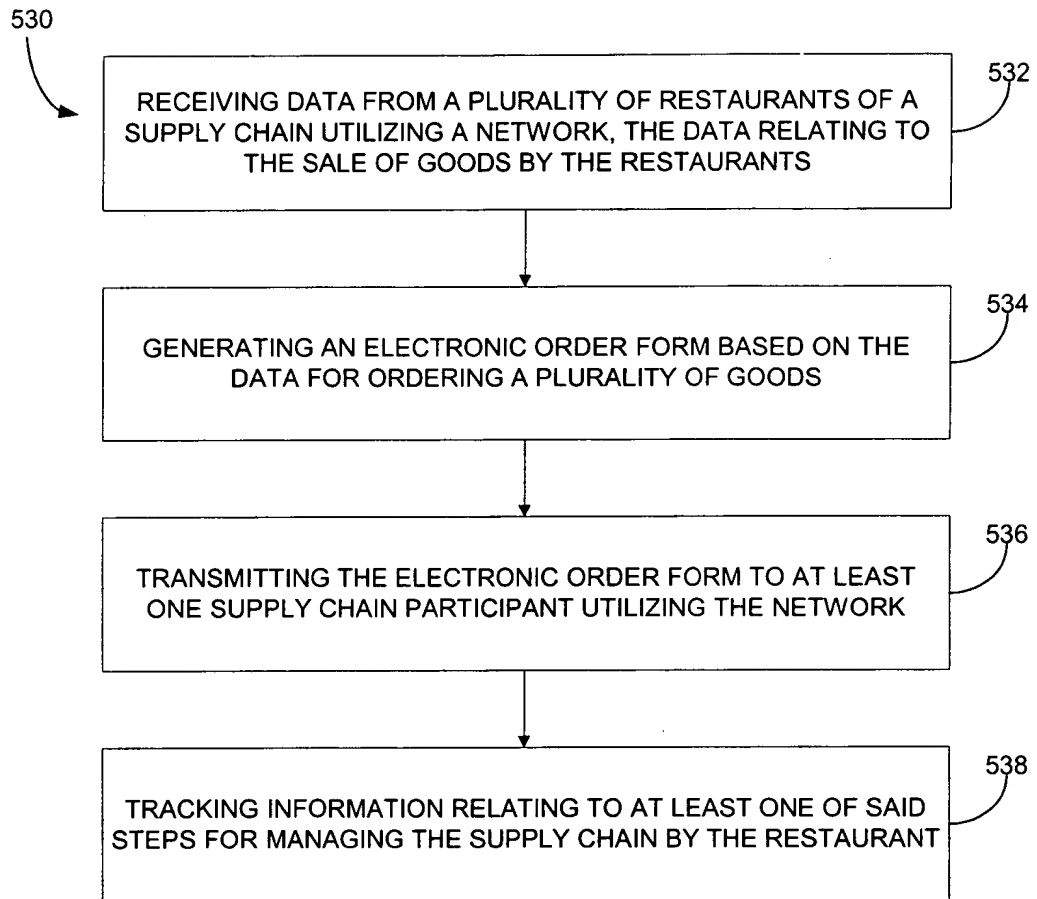 530
532
RECEIVING DATA FROM A PLURALITY OF RESTAURANTS OF A
SUPPLY CHAIN UTILIZING A NETWORK, THE DATA RELATING TO
THE SALE OF GOODS BY THE RESTAURANTS
534
GENERATING AN ELECTRONIC ORDER FORM BASED ON THE
DATA FOR ORDERING A PLURALITY OF GOODS
536
TRANSMITTING THE ELECTRONIC ORDER FORM TO AT LEAST
ONE SUPPLY CHAIN PARTICIPANT UTILIZING THE NETWORK
538
TRACKING INFORMATION RELATING TO AT LEAST ONE OF SAID
STEPS FOR MANAGING THE SUPPLY CHAIN BY THE RESTAURANT